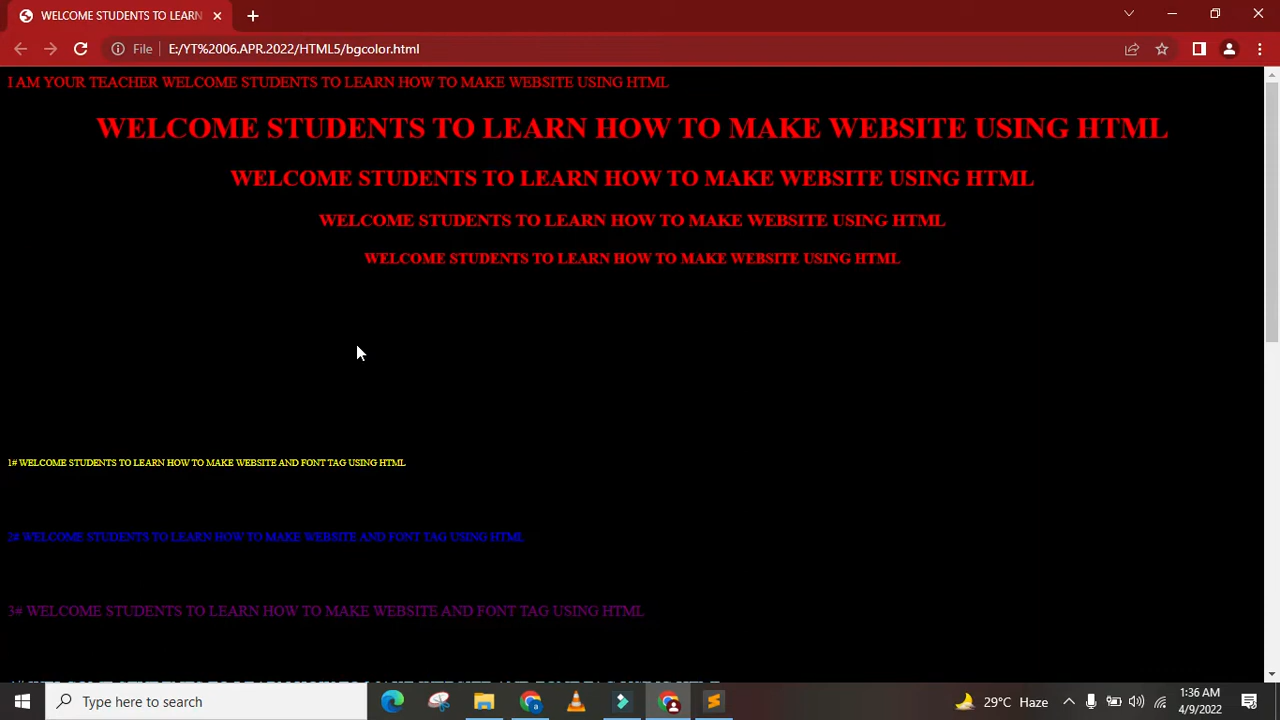 WELCOME STUDENTS TO LEARN
File E:/YT%2006.APR.2022/HTML5/bgcolor.html
I AM YOUR TEACHER WELCOME STUDENTS TO LEARN HOW TO MAKE WEBSITE USING HTML
WELCOME STUDENTS TO LEARN HOW TO MAKE WEBSITE USING HTML
WELCOME STUDENTS TO LEARN HOW TO MAKE WEBSITE USING HTML
WELCOME STUDENTS TO LEARN HOW TO MAKE WEBSITE USING HTML
WELCOME STUDENTS TO LEARN HOW TO MAKE WEBSITE USING HTML
1# WELCOME STUDENTS TO LEARN HOW TO MAKE WEBSITE AND FONT TAG USING HTML
2# WELCOME STUDENTS TO LEARN HOW TO MAKE WEBSITE AND FONT TAG USING HTML
3# WELCOME STUDENTS TO LEARN HOW TO MAKE WEBSITE AND FONT TAG USING HTML
Type here to search
29°C Haze
1:36 AM
4/9/2022